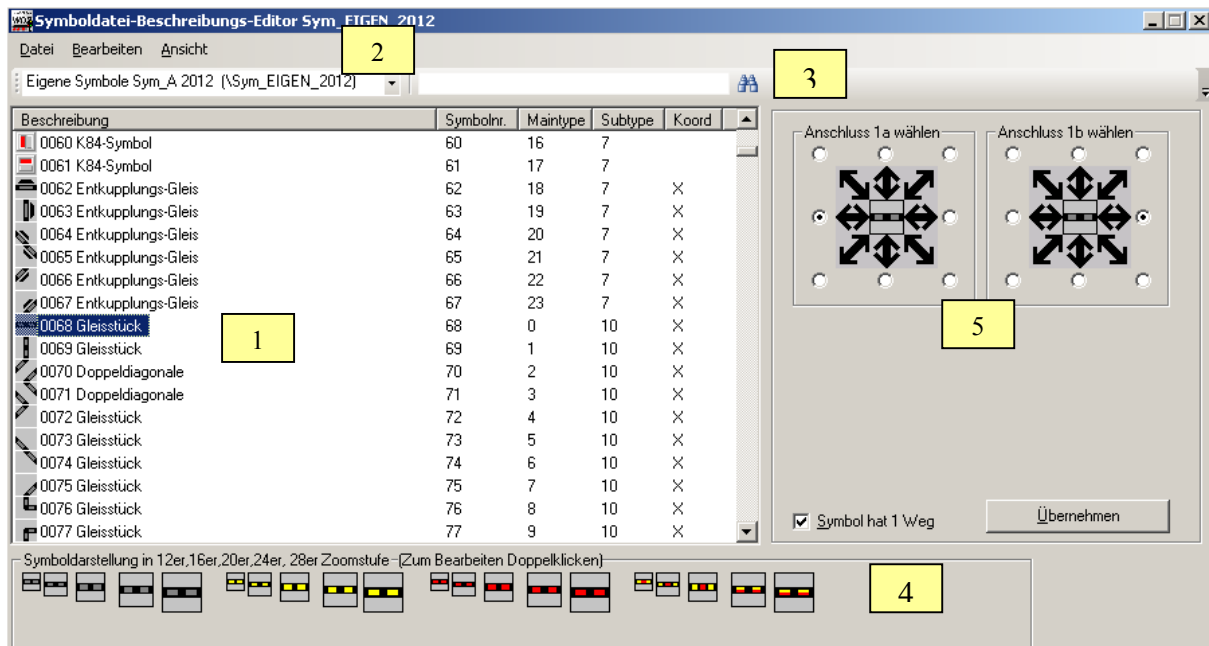 Symboldatei-Beschreibungs-Editor Sym_EIGEN_2012
Datei Bearbeiten Ansicht
2
Eigene Symbole Sym_A 2012 (\Sym_EIGEN_2012)
3
Beschreibung Symbolnr. Maintype Subtype Koord
0060 K84-Symbol 60 16 7
0061 K84-Symbol 61 17 7
0062 Entkupplungs-Gleis 62 18 7 X
0063 Entkupplungs-Gleis 63 19 7 X
0064 Entkupplungs-Gleis 64 20 7 X
0065 Entkupplungs-Gleis 65 21 7 X
0066 Entkupplungs-Gleis 66 22 7 X
0067 Entkupplungs-Gleis 67 23 7 X
0068 Gleisstück 68 0 10 X
0069 Gleisstück 69 1 10 X
0070 Doppeldiagonale 70 2 10 X
0071 Doppeldiagonale 71 3 10 X
0072 Gleisstück 72 4 10 X
0073 Gleisstück 73 5 10 X
0074 Gleisstück 74 6 10 X
0075 Gleisstück 75 7 10 X
0076 Gleisstück 76 8 10 X
0077 Gleisstück 77 9 10 X
1
Anschluss 1a wählen Anschluss 1b wählen
5
Symbol hat 1 Weg Übernehmen
Symboldarstellung in 12er,16er,20er,24er, 28er Zoomstufe -(Zum Bearbeiten Doppelklicken)
4